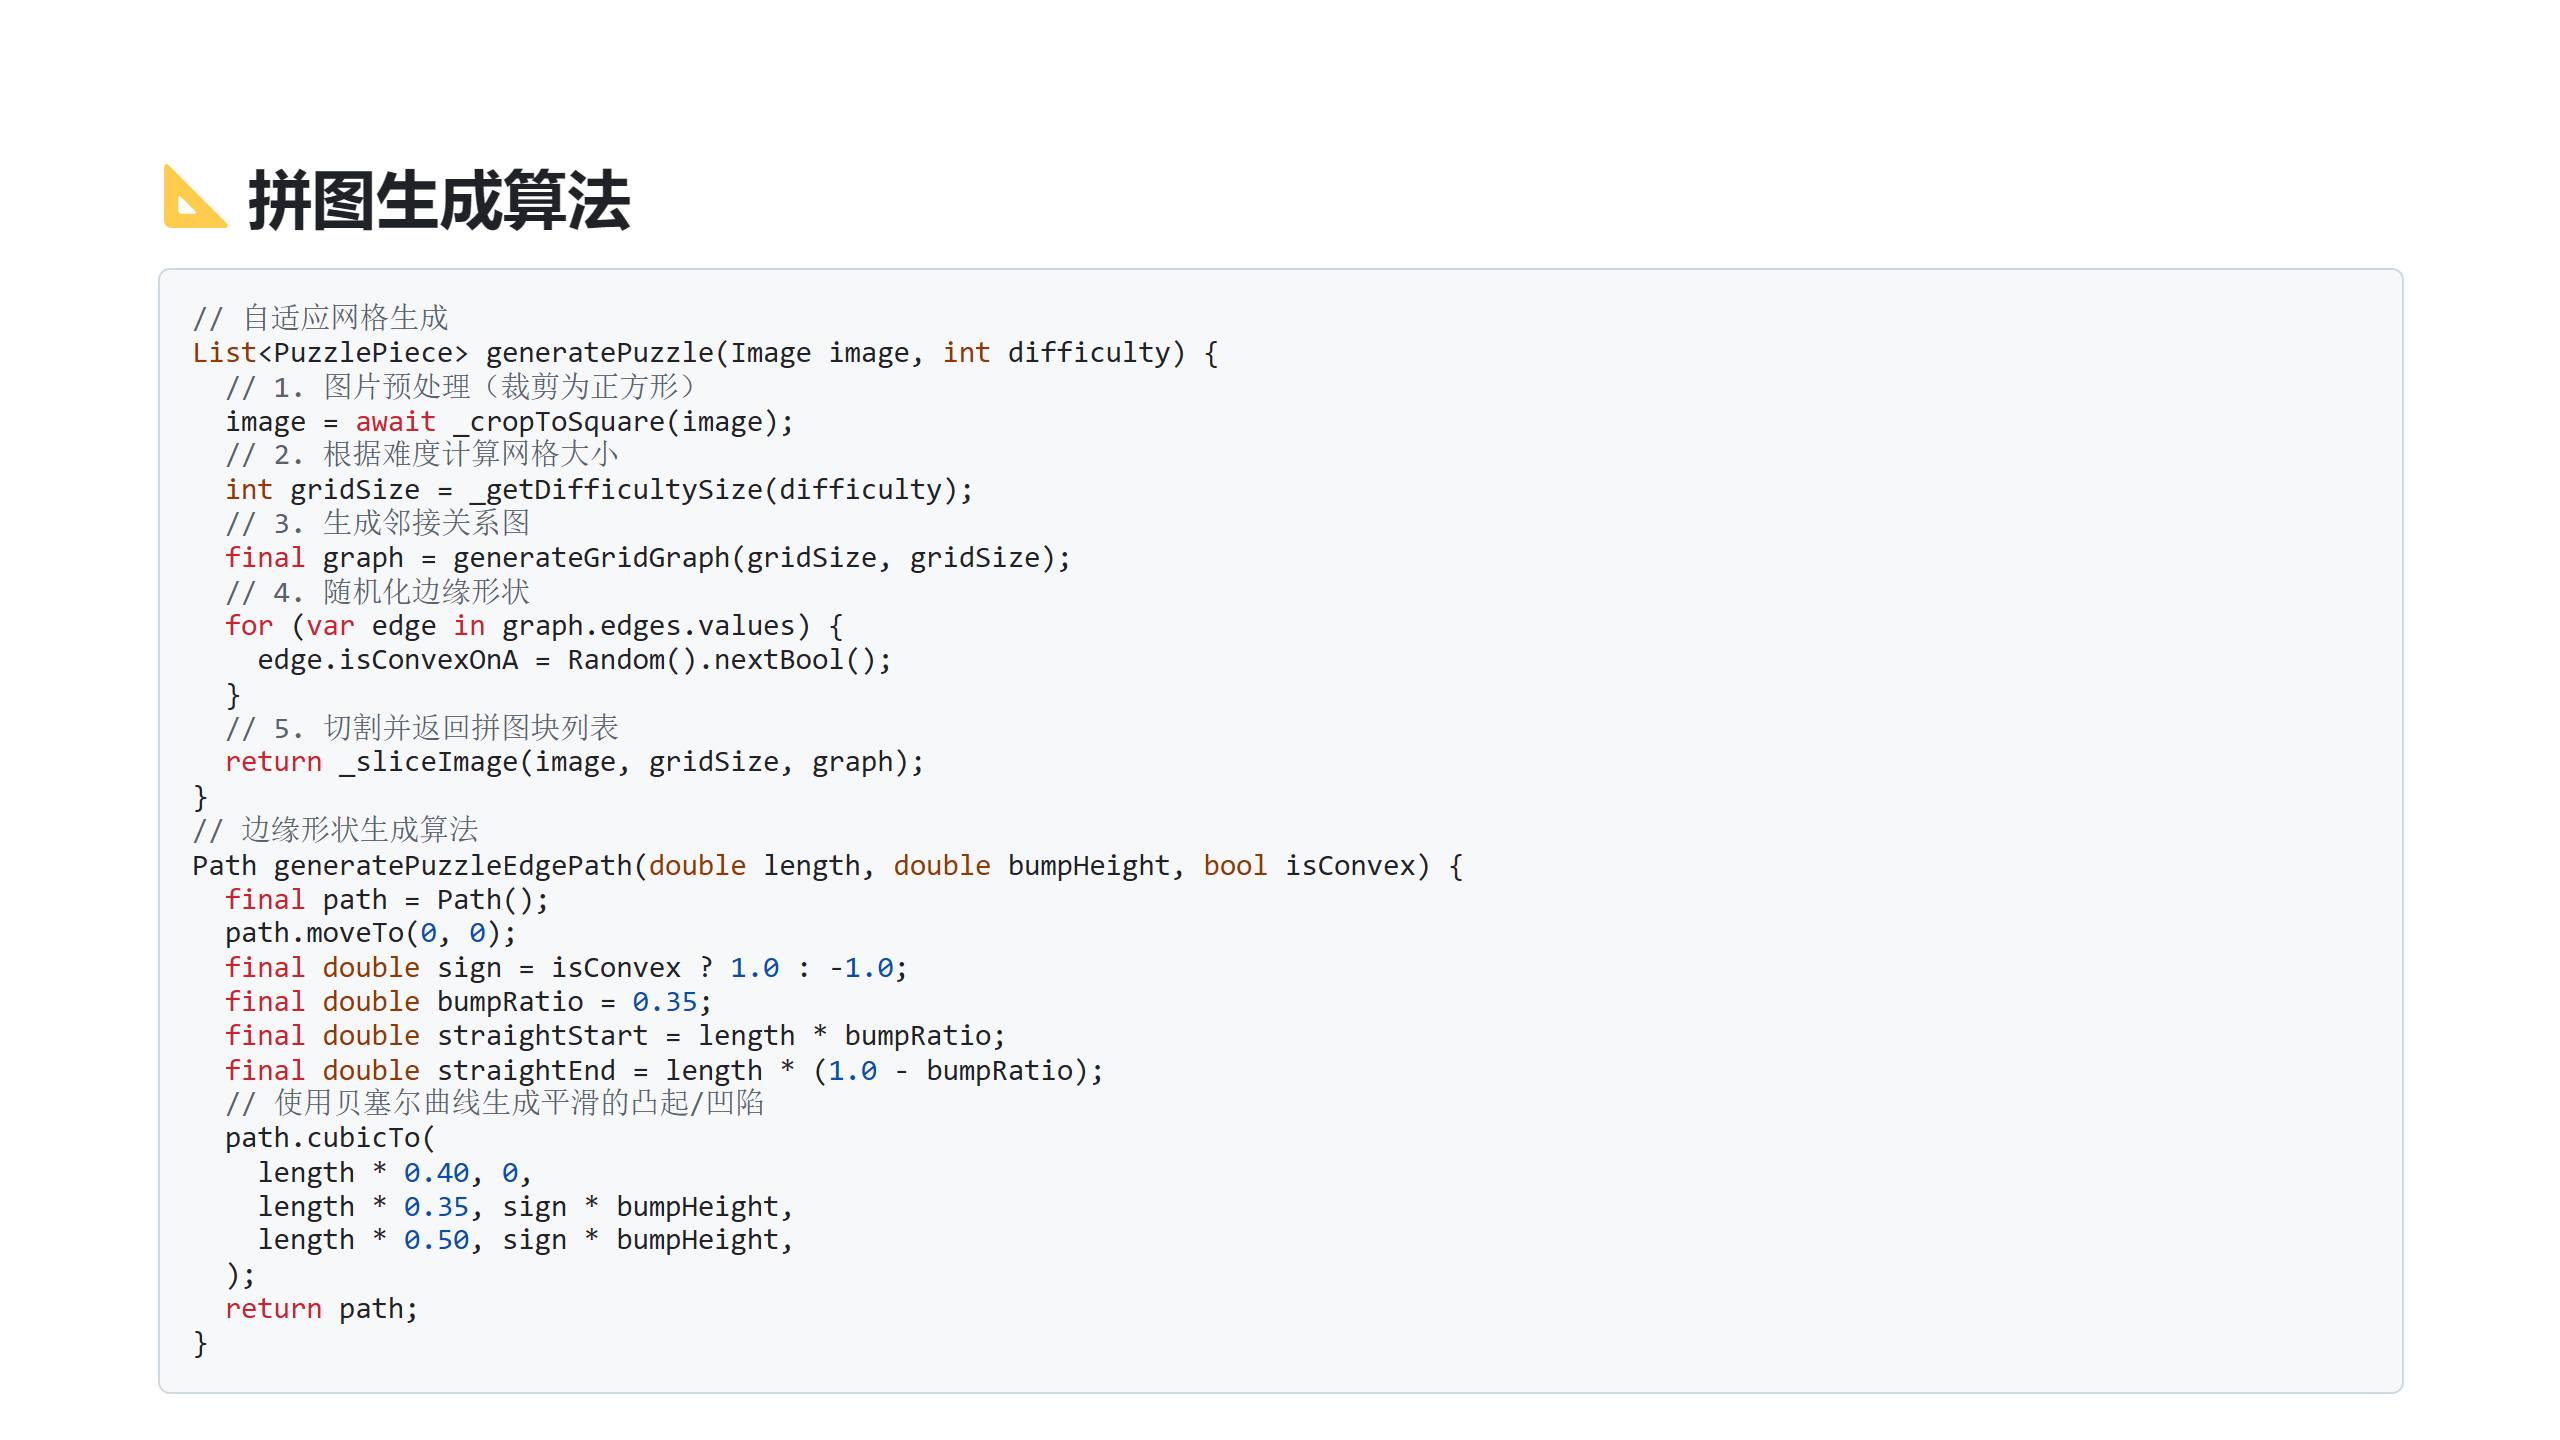 拼图生成算法
// 自适应网格生成
List<PuzzlePiece> generatePuzzle(Image image, int difficulty) {
  // 1. 图片预处理（裁剪为正方形）
  image = await _cropToSquare(image);
  // 2. 根据难度计算网格大小
  int gridSize = _getDifficultySize(difficulty);
  // 3. 生成邻接关系图
  final graph = generateGridGraph(gridSize, gridSize);
  // 4. 随机化边缘形状
  for (var edge in graph.edges.values) {
    edge.isConvexOnA = Random().nextBool();
  }
  // 5. 切割并返回拼图块列表
  return _sliceImage(image, gridSize, graph);
}
// 边缘形状生成算法
Path generatePuzzleEdgePath(double length, double bumpHeight, bool isConvex) {
  final path = Path();
  path.moveTo(0, 0);
  final double sign = isConvex ? 1.0 : -1.0;
  final double bumpRatio = 0.35;
  final double straightStart = length * bumpRatio;
  final double straightEnd = length * (1.0 - bumpRatio);
  // 使用贝塞尔曲线生成平滑的凸起/凹陷
  path.cubicTo(
    length * 0.40, 0,
    length * 0.35, sign * bumpHeight,
    length * 0.50, sign * bumpHeight,
  );
  return path;
}